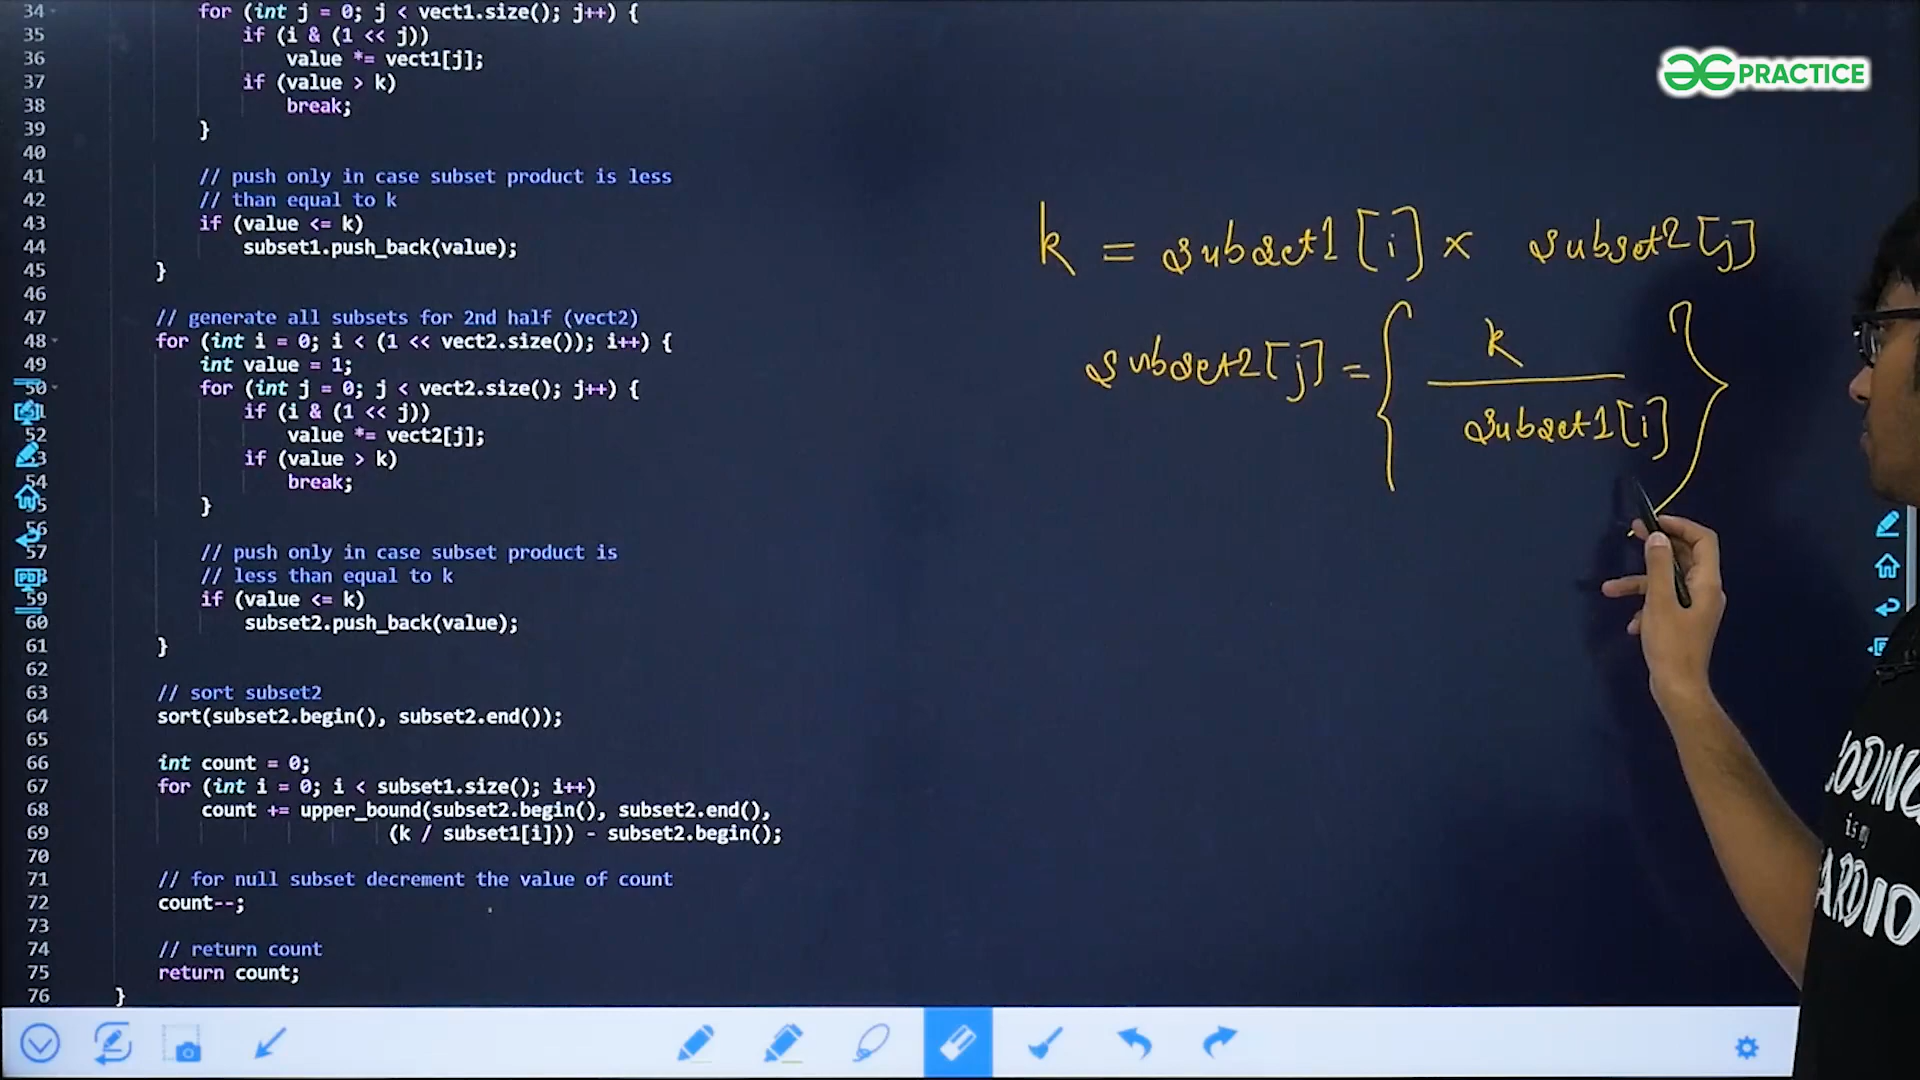 34 for (int j = 0; j < vect1.size(); j++) {
35 if (i & (1 << j))
36 value *= vect1[j];
37 if (value > k)
38 break;
39 }
40
41 // push only in case subset product is less
42 // than equal to k
43 if (value <= k)
44 subset1.push_back(value);
45 }
46
47 // generate all subsets for 2nd half (vect2)
48 for (int i = 0; i < (1 << vect2.size()); i++) {
49 int value = 1;
50 for (int j = 0; j < vect2.size(); j++) {
if (i & (1 << j))
52 value *= vect2[j];
53 if (value > k)
54 break;
}
56
57 // push only in case subset product is
// less than equal to k
59 if (value <= k)
60 subset2.push_back(value);
61 }
62
63 // sort subset2
64 sort(subset2.begin(), subset2.end());
65
66 int count = 0;
67 for (int i = 0; i < subset1.size(); i++)
68 count += upper_bound(subset2.begin(), subset2.end(),
69 (k / subset1[i])) - subset2.begin();
70
71 // for null subset decrement the value of count
72 count--;
73
74 // return count
75 return count;
76 }
PRACTICE
k = subset1[i] x subset2[j]
subset2[j] = { k
subset1[i] }
CODING
is my
CARDIO